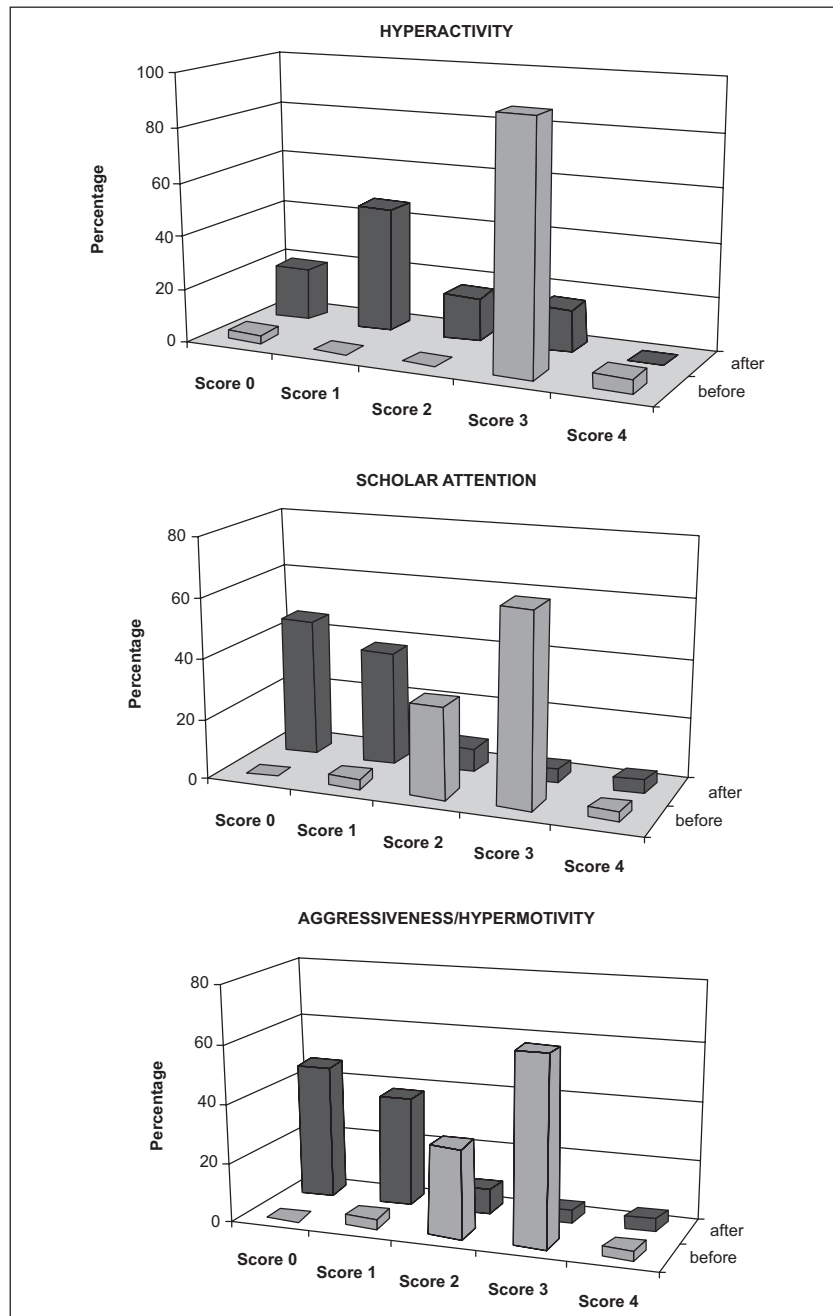 HYPERACTIVITY
Percentage
100
80
60
40
20
0
Score 0
Score 1
Score 2
Score 3
Score 4
after
before
SCHOLAR ATTENTION
Percentage
80
60
40
20
0
Score 0
Score 1
Score 2
Score 3
Score 4
after
before
AGGRESSIVENESS/HYPERMOTIVITY
Percentage
80
60
40
20
0
Score 0
Score 1
Score 2
Score 3
Score 4
after
before